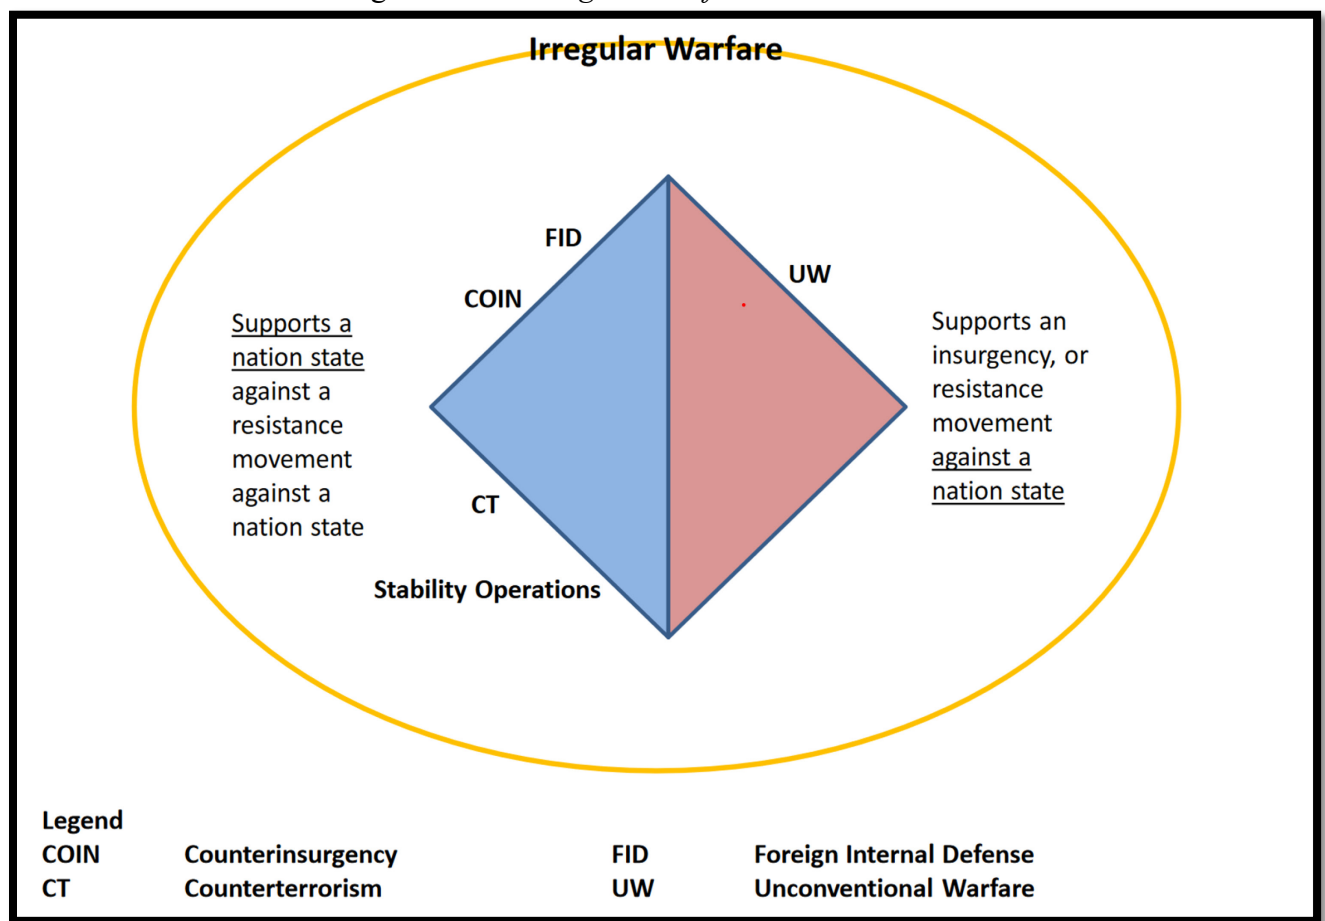 Irregular Warfare
FID
COIN
UW
Supports a
nation state
against a
resistance
movement
against a
nation state
Supports an
insurgency, or
resistance
movement
against a
nation state
CT
Stability Operations
Legend
COIN Counterinsurgency FID Foreign Internal Defense
CT Counterterrorism UW Unconventional Warfare